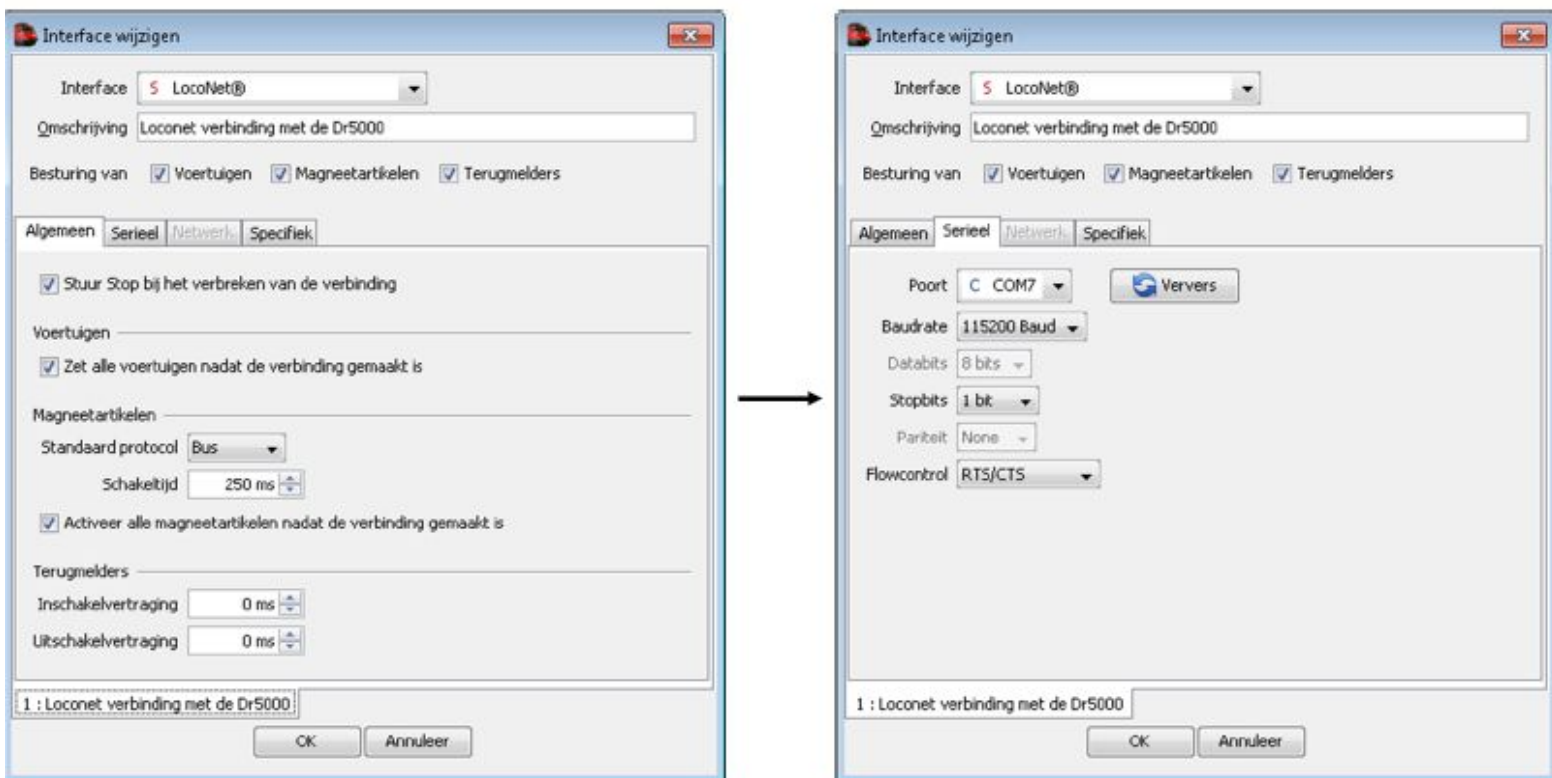 Interface wijzigen
Interface S LocoNet®
Omschrijving Loconet verbinding met de Dr5000
Besturing van Voertuigen Magneetartikelen Terugmelders
Algemeen Serieel Netwerk Specifiek
Stuur Stop bij het verbreken van de verbinding
Voertuigen
Zet alle voertuigen nadat de verbinding gemaakt is
Magneetartikelen
Standaard protocol Bus
Schakeltijd 250 ms
Activeer alle magneetartikelen nadat de verbinding gemaakt is
Terugmelders
Inschakelvertraging 0 ms
Uitschakelvertraging 0 ms
1 : Loconet verbinding met de Dr5000
OK Annuleer
Interface wijzigen
Interface S LocoNet®
Omschrijving Loconet verbinding met de Dr5000
Besturing van Voertuigen Magneetartikelen Terugmelders
Algemeen Serieel Netwerk Specifiek
Poort C COM7 Ververs
Baudrate 115200 Baud
Databits 8 bits
Stopbits 1 bit
Pariteit None
Flowcontrol RTS/CTS
1 : Loconet verbinding met de Dr5000
OK Annuleer